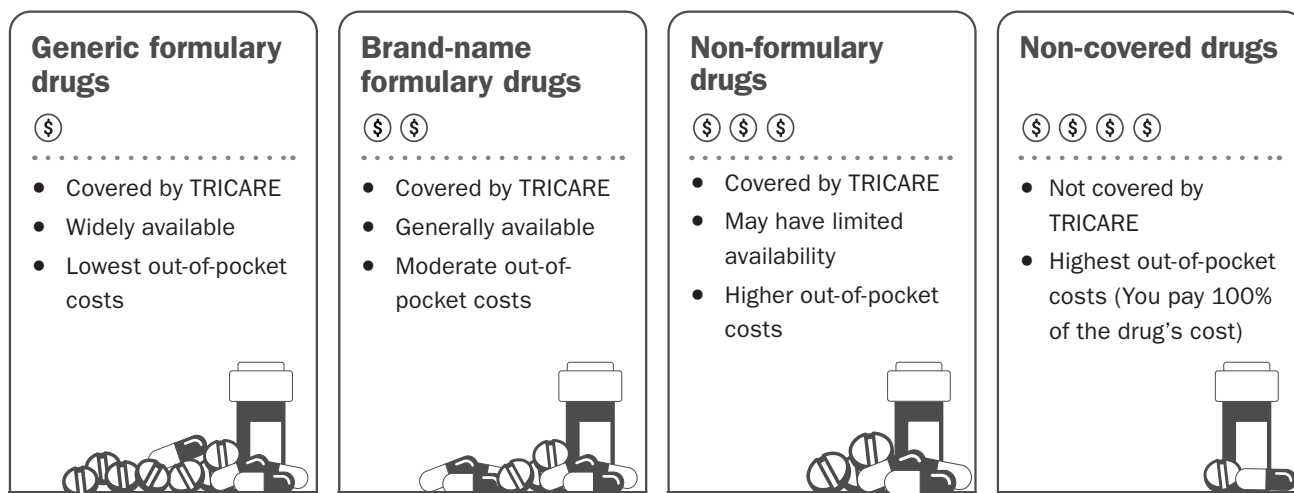 Generic formulary
drugs
$
• Covered by TRICARE
• Widely available
• Lowest out-of-pocket
costs
Brand-name
formulary drugs
$ $
• Covered by TRICARE
• Generally available
• Moderate out-of-
pocket costs
Non-formulary
drugs
$ $ $
• Covered by TRICARE
• May have limited
availability
• Higher out-of-pocket
costs
Non-covered drugs
$ $ $ $
• Not covered by
TRICARE
• Highest out-of-pocket
costs (You pay 100%
of the drug’s cost)